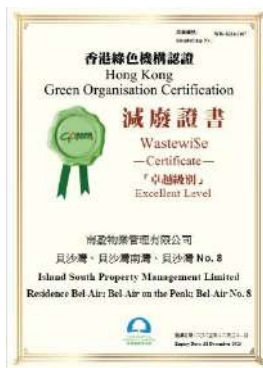 香港綠色機構認證
Hong Kong
Green Organisation Certification
減廢證書
WastewiSe
—Certificate—
「卓越級別」
Excellent Level
南盈物業管理有限公司
貝沙灣、貝沙灣南灣、貝沙灣 No. 8
Island South Property Management Limited
Residence Bel-Air; Bel-Air on the Peak; Bel-Air No. 8